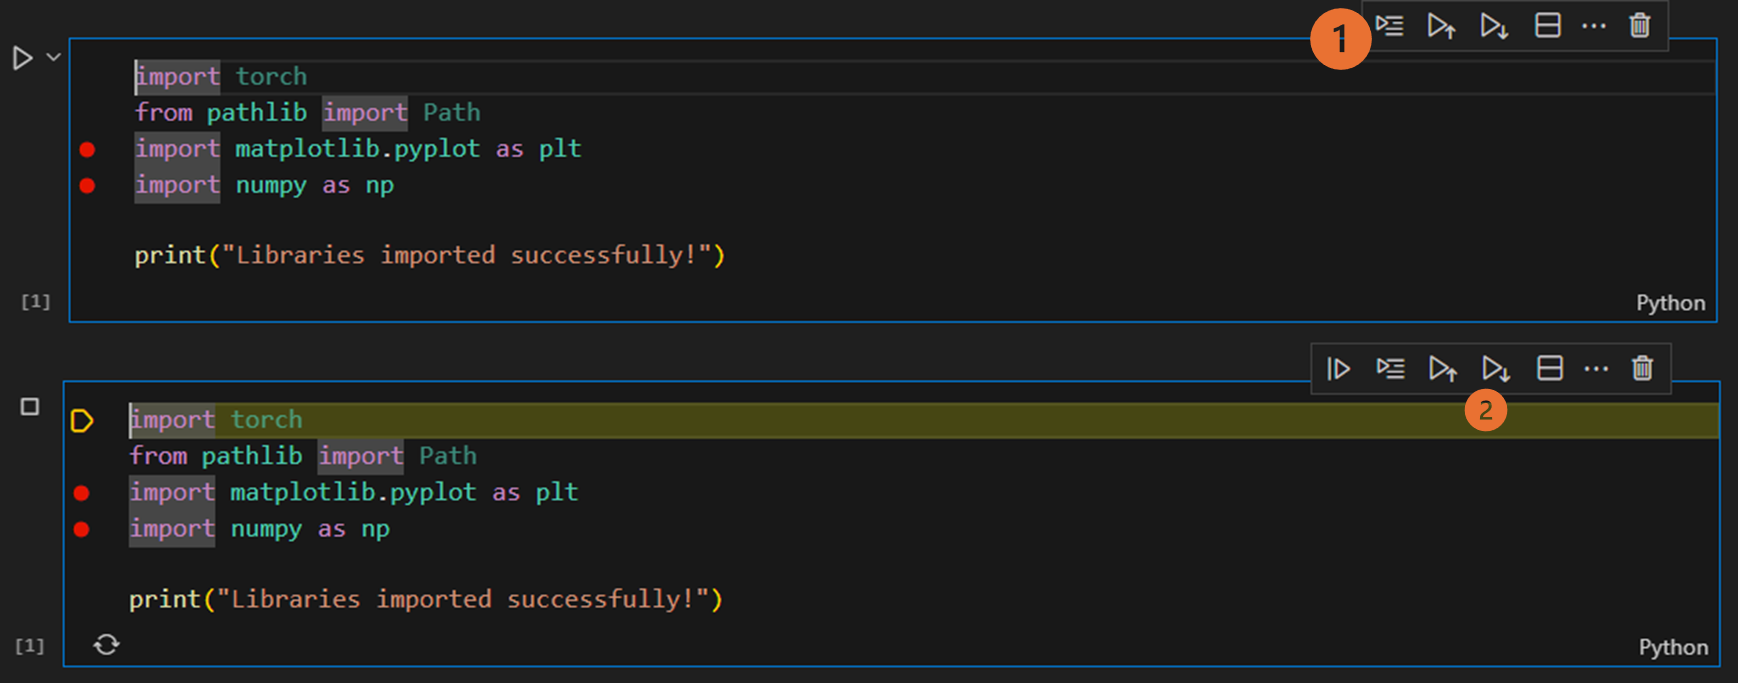 1
import torch
from pathlib import Path
import matplotlib.pyplot as plt
import numpy as np
print("Libraries imported successfully!")
[1]
Python
2
import torch
from pathlib import Path
import matplotlib.pyplot as plt
import numpy as np
print("Libraries imported successfully!")
[1]
Python